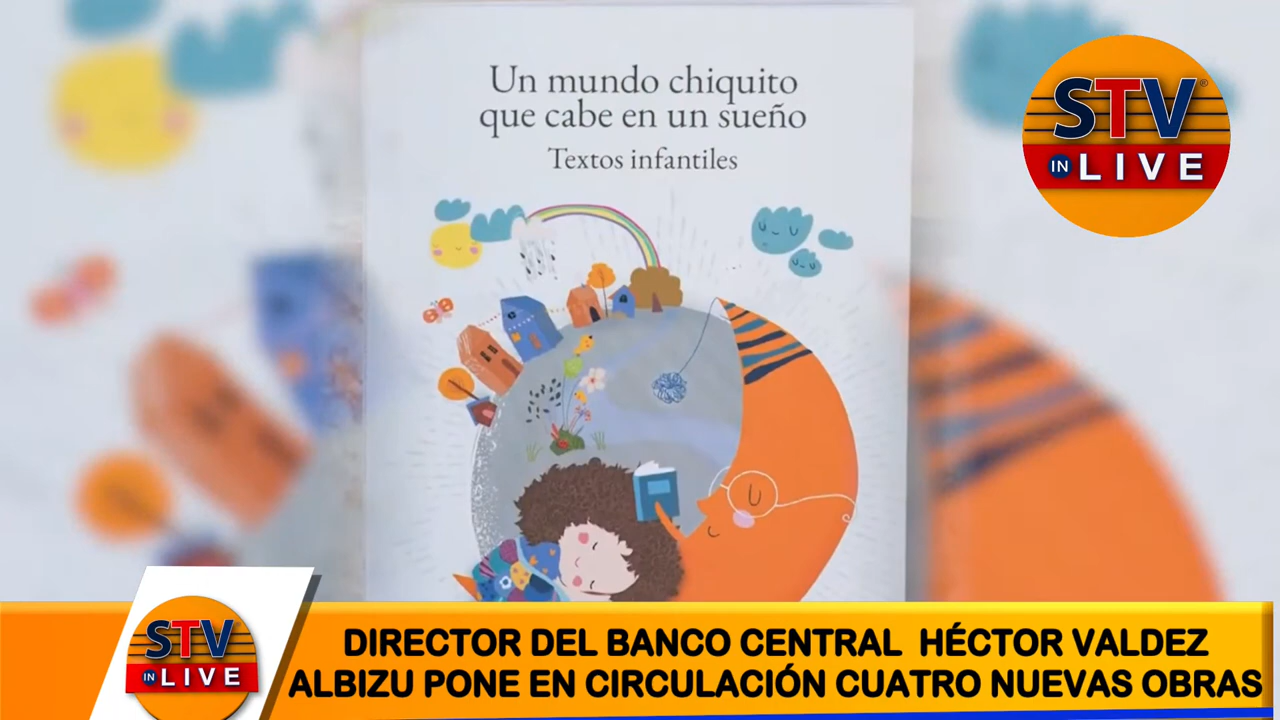 Un mundo chiquito
que cabe en un sueño
Textos infantiles
STV®
IN LIVE
STV
IN LIVE
DIRECTOR DEL BANCO CENTRAL HÉCTOR VALDEZ
ALBIZU PONE EN CIRCULACIÓN CUATRO NUEVAS OBRAS